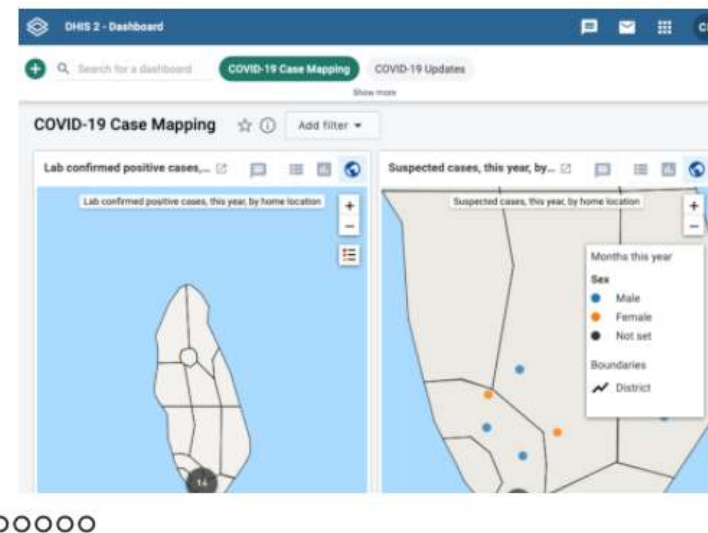 DHIS 2 - Dashboard
Search for a dashboard
COVID-19 Case Mapping
COVID-19 Updates
Show more
COVID-19 Case Mapping
Add filter
Lab confirmed positive cases,...
Lab confirmed positive cases, this year, by home location
14
Suspected cases, this year, by...
Suspected cases, this year, by home location
Months this year
Sex
Male
Female
Not set
Boundaries
District